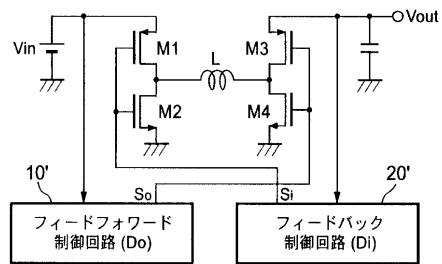 Vin
M1
L
M3
Vout
M2
M4
10'
So
Si
20'
フィードフォワード
制御回路 (Do)
フィードバック
制御回路 (Di)